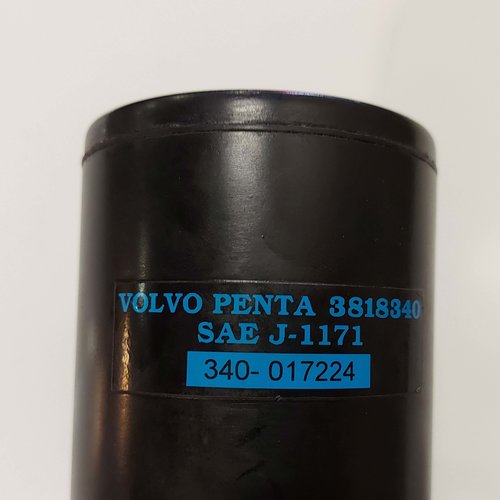 VOLVO PENTA 3818340
SAE J-1171
340- 017224